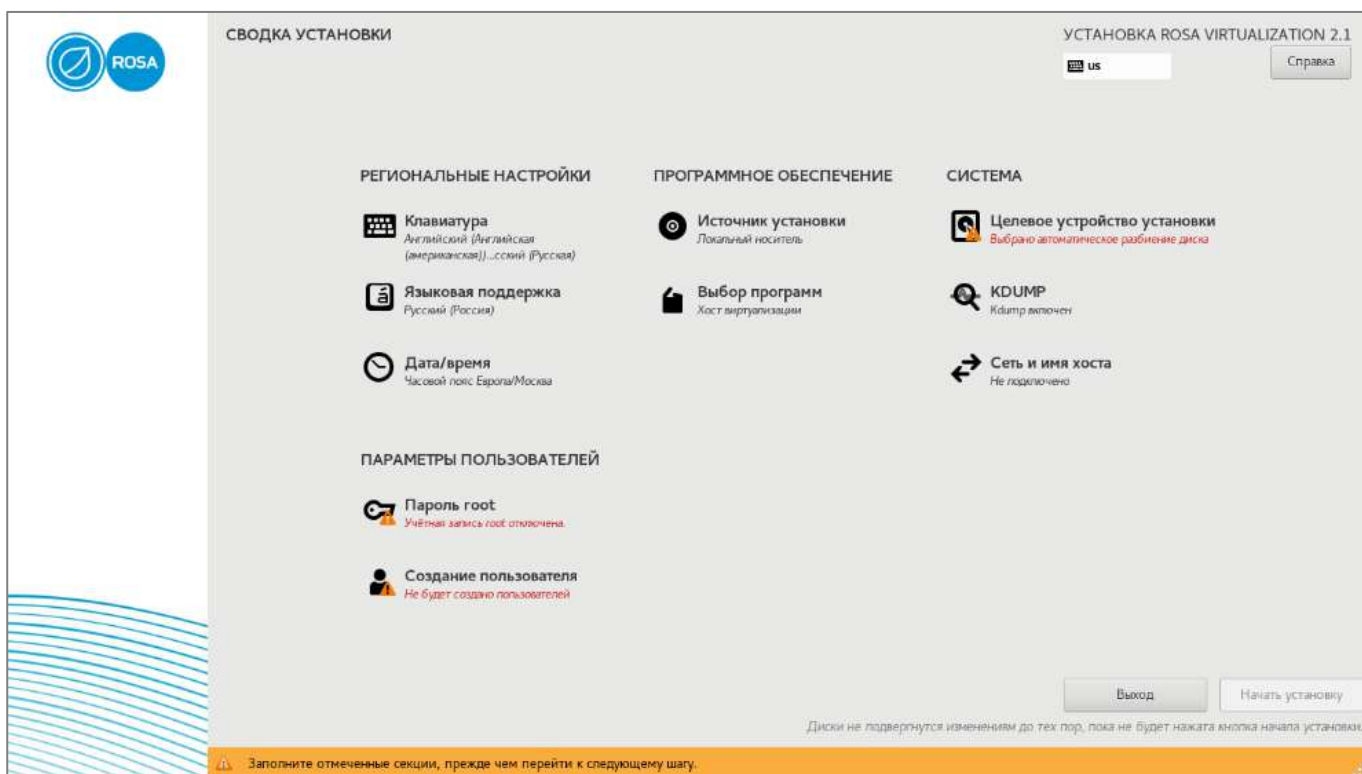 ROSA
СВОДКА УСТАНОВКИ
УСТАНОВКА ROSA VIRTUALIZATION 2.1
us
Справка
РЕГИОНАЛЬНЫЕ НАСТРОЙКИ
Клавиатура
Английский (Английская
(американская))...сский (Русская)
Языковая поддержка
Русский (Россия)
Дата/время
Часовой пояс Европа/Москва
ПРОГРАММНОЕ ОБЕСПЕЧЕНИЕ
Источник установки
Локальный носитель
Выбор программ
Хост виртуализации
СИСТЕМА
Целевое устройство установки
Выбрано автоматическое разбиение диска
KDUMP
Kdump включен
Сеть и имя хоста
Не подключено
ПАРАМЕТРЫ ПОЛЬЗОВАТЕЛЕЙ
Пароль root
Учётная запись root отключена.
Создание пользователя
Не будет создано пользователей
Выход
Начать установку
Диски не подвергнутся изменениям до тех пор, пока не будет нажата кнопка начала установки.
Заполните отмеченные секции, прежде чем перейти к следующему шагу.